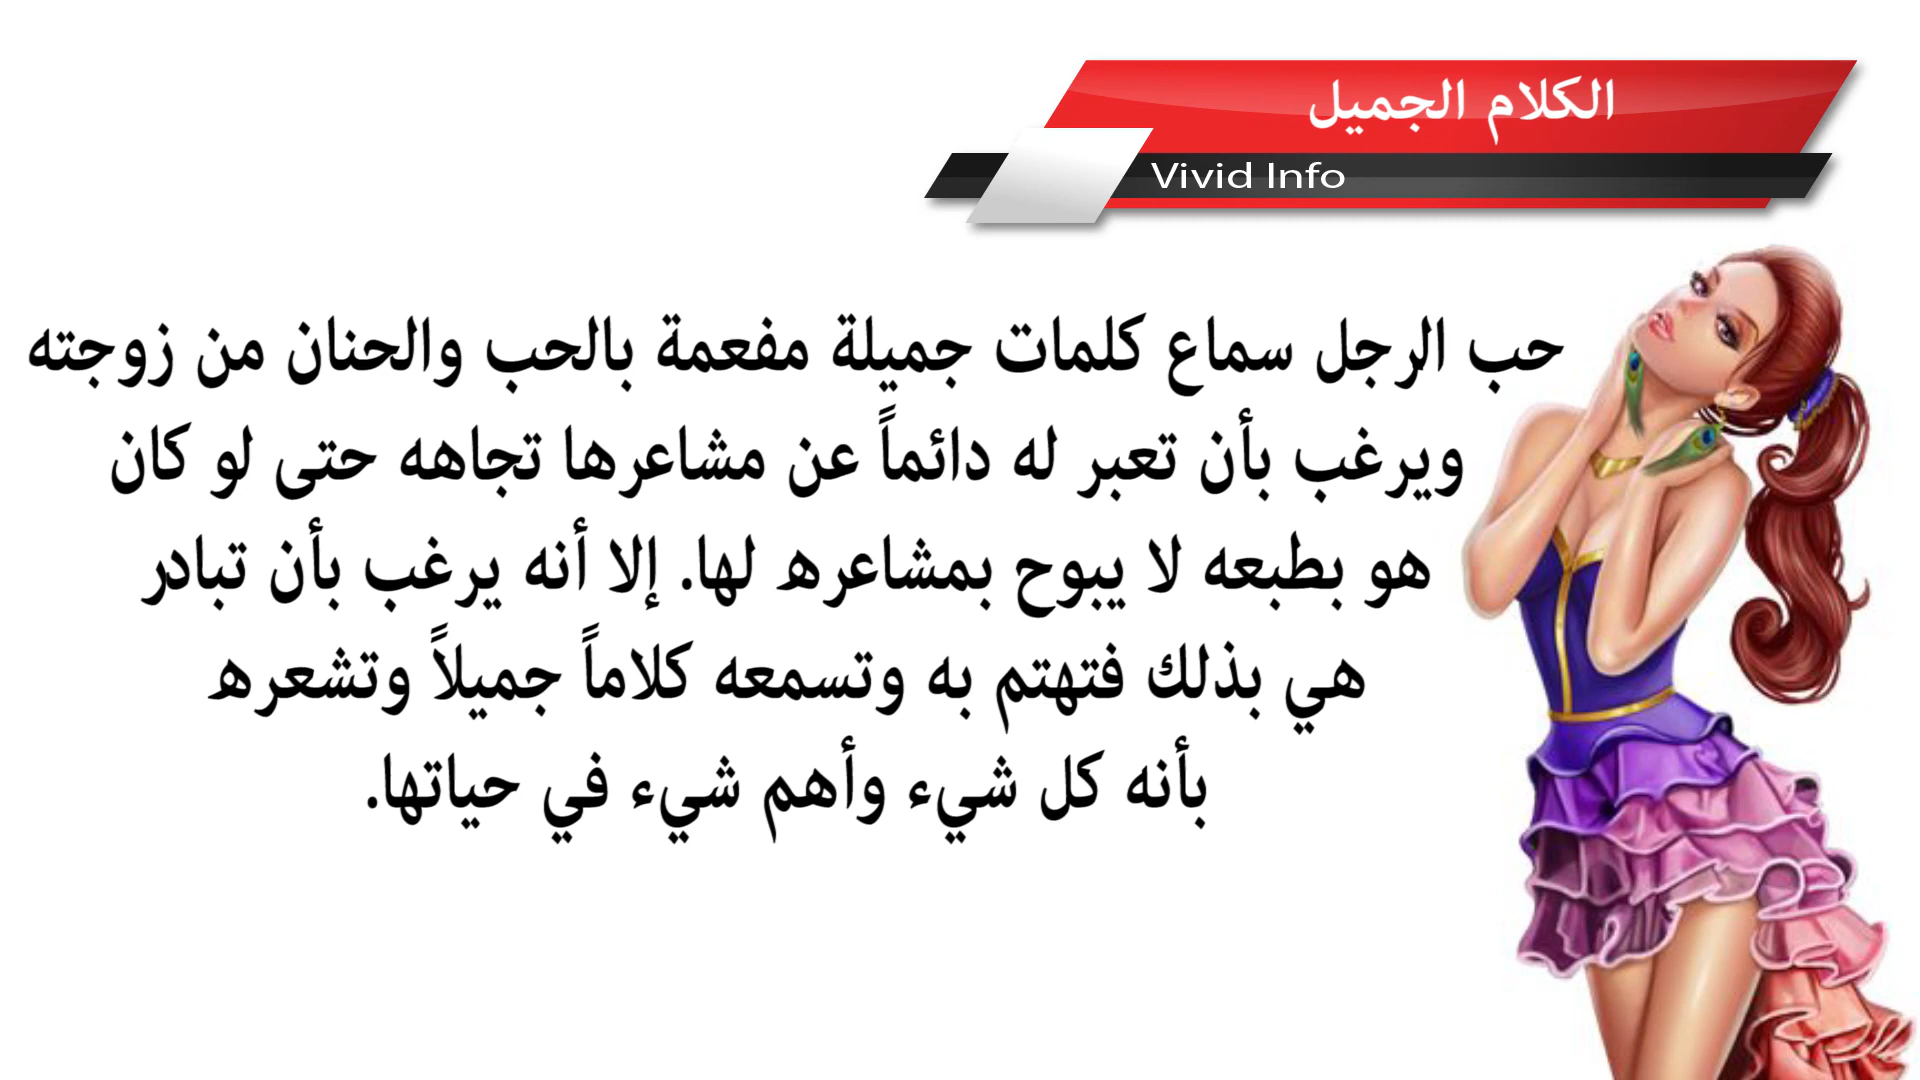 الكلام الجميل
Vivid Info
حب الرجل سماع كلمات جميلة مفعمة بالحب والحنان من زوجته
ويرغب بأن تعبر له دائماً عن مشاعرها تجاهه حتى لو كان
هو بطبعه لا يبوح بمشاعره لها. إلا أنه يرغب بأن تبادر
هي بذلك فتهتم به وتسمعه كلاماً جميلاً وتشعره
بأنه كل شيء وأهم شيء في حياتها.